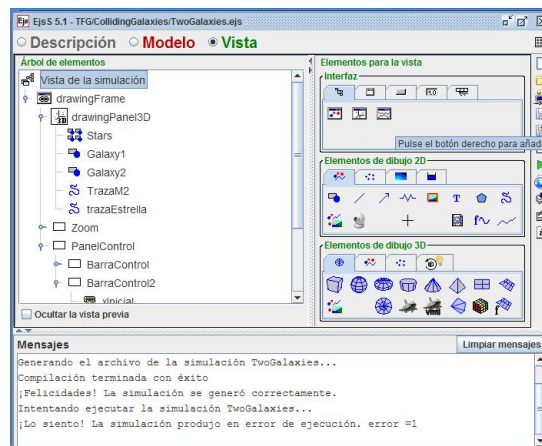 EjsS 5.1 - TFG/CollidingGalaxies/TwoGalaxies.ejs
Descripción Modelo Vista
Árbol de elementos
Vista de la simulación
drawingFrame
drawingPanel3D
Stars
Galaxy1
Galaxy2
TrazaM2
trazaEstrella
Zoom
PanelControl
BarraControl
BarraControl2
xInicial
Ocultar la vista previa
Elementos para la vista
Interfaz
Pulse el botón derecho para añad
Elementos de dibujo 2D
Elementos de dibujo 3D
Mensajes
Limpiar mensajes
Generando el archivo de la simulación TwoGalaxies...
Compilación terminada con éxito
¡Felicidades! La simulación se generó correctamente.
Intentando ejecutar la simulación TwoGalaxies...
¡Lo siento! La simulación produjo en error de ejecución. error =1